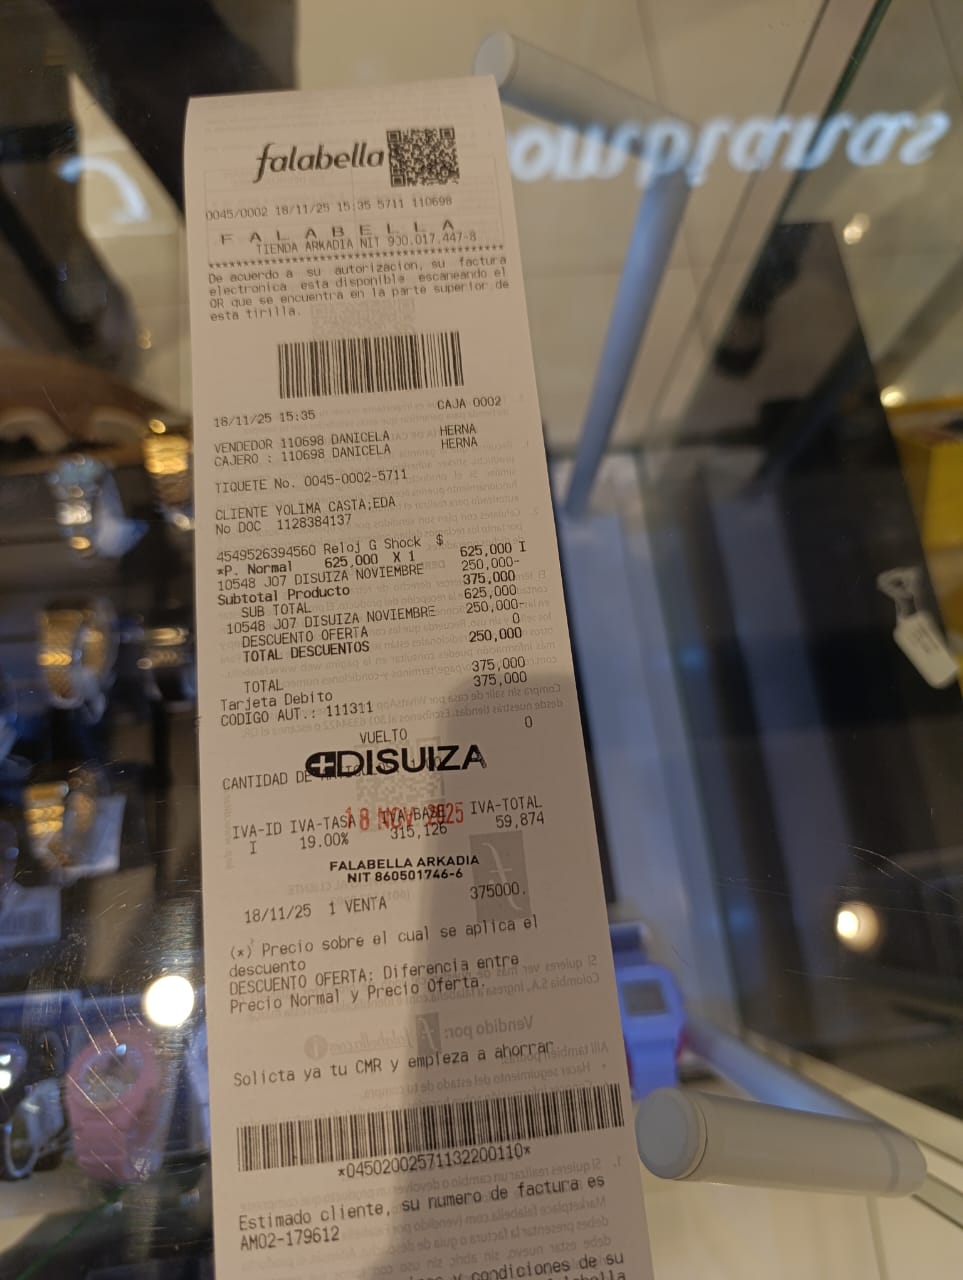 falabella
0045/0002 18/11/25 15:35 5711 110698
F A L A B E L L A
TIENDA ARKADIA NIT 900.017.447-8
****************************************
De acuerdo a su autorizacion, su factura
electronica esta disponible escaneando el
QR que se encuentra en la parte superior de
esta tirilla.
18/11/25 15:35 CAJA 0002
VENDEDOR 110698 DANICELA HERNA
CAJERO : 110698 DANICELA HERNA
TIQUETE No. 0045-0002-5711
CLIENTE YOLIMA CASTA;EDA
No DOC 1128384137
4549526394560 Reloj G Shock $
*P. Normal 625,000 X 1 625,000 I
10548 J07 DISUIZA NOVIEMBRE 250,000-
Subtotal Producto 375,000
SUB TOTAL 625,000
10548 J07 DISUIZA NOVIEMBRE 250,000-
DESCUENTO OFERTA 0
TOTAL DESCUENTOS 250,000
TOTAL 375,000
Tarjeta Debito 375,000
CODIGO AUT.: 111311
VUELTO 0
DISUIZA
CANTIDAD DE
18 NOV 2025
IVA-ID IVA-TASA IVA-BASE IVA-TOTAL
I 19.00% 315,126 59,874
FALABELLA ARKADIA
NIT 860501746-6
18/11/25 1 VENTA 375000.
(*) Precio sobre el cual se aplica el
descuento
DESCUENTO OFERTA: Diferencia entre
Precio Normal y Precio Oferta.
Solicta ya tu CMR y empieza a ahorrar
*04502002571132200110*
Estimado cliente, su numero de factura es
AM02-179612
y condiciones de su